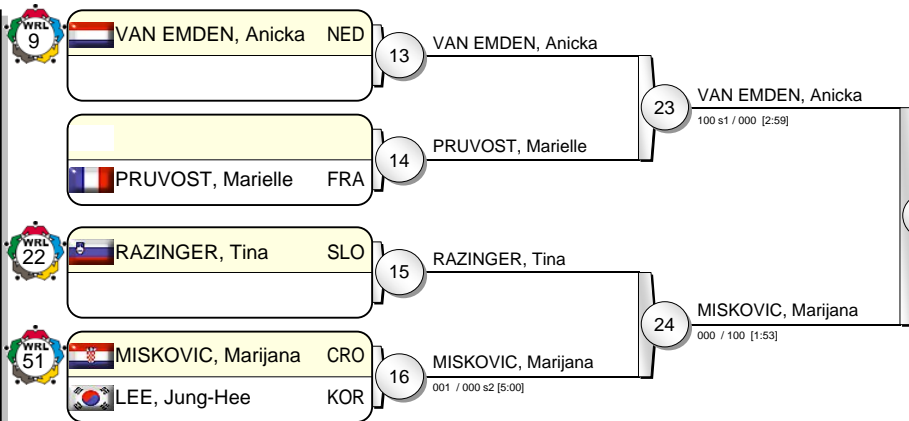 WRL
9
VAN EMDEN, Anicka NED
13
VAN EMDEN, Anicka
23
VAN EMDEN, Anicka
100 s1 / 000 [2:59]
14
PRUVOST, Marielle
PRUVOST, Marielle FRA
WRL
22
RAZINGER, Tina SLO
15
RAZINGER, Tina
24
MISKOVIC, Marijana
000 / 100 [1:53]
WRL
51
MISKOVIC, Marijana CRO
16
MISKOVIC, Marijana
001 / 000 s2 [5:00]
LEE, Jung-Hee KOR